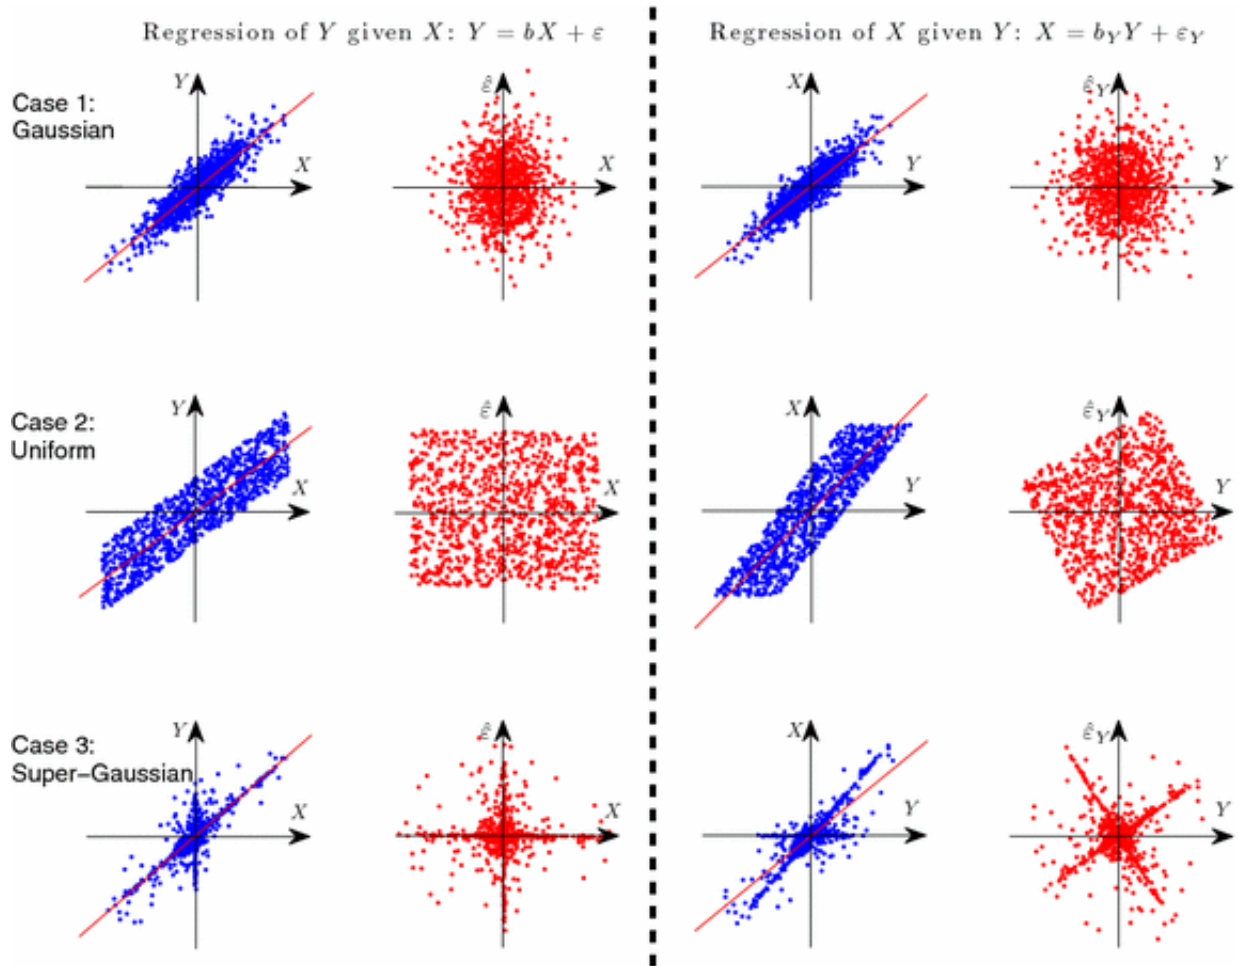 Regression of Y given X: Y = bX + ε
Regression of X given Y: X = b_Y Y + ε_Y
Case 1:
Gaussian
Y
X
ε̂
X
X
Y
ε̂_Y
Y
Case 2:
Uniform
Y
X
ε̂
X
X
Y
ε̂_Y
Y
Case 3:
Super-Gaussian
Y
X
ε̂
X
X
Y
ε̂_Y
Y